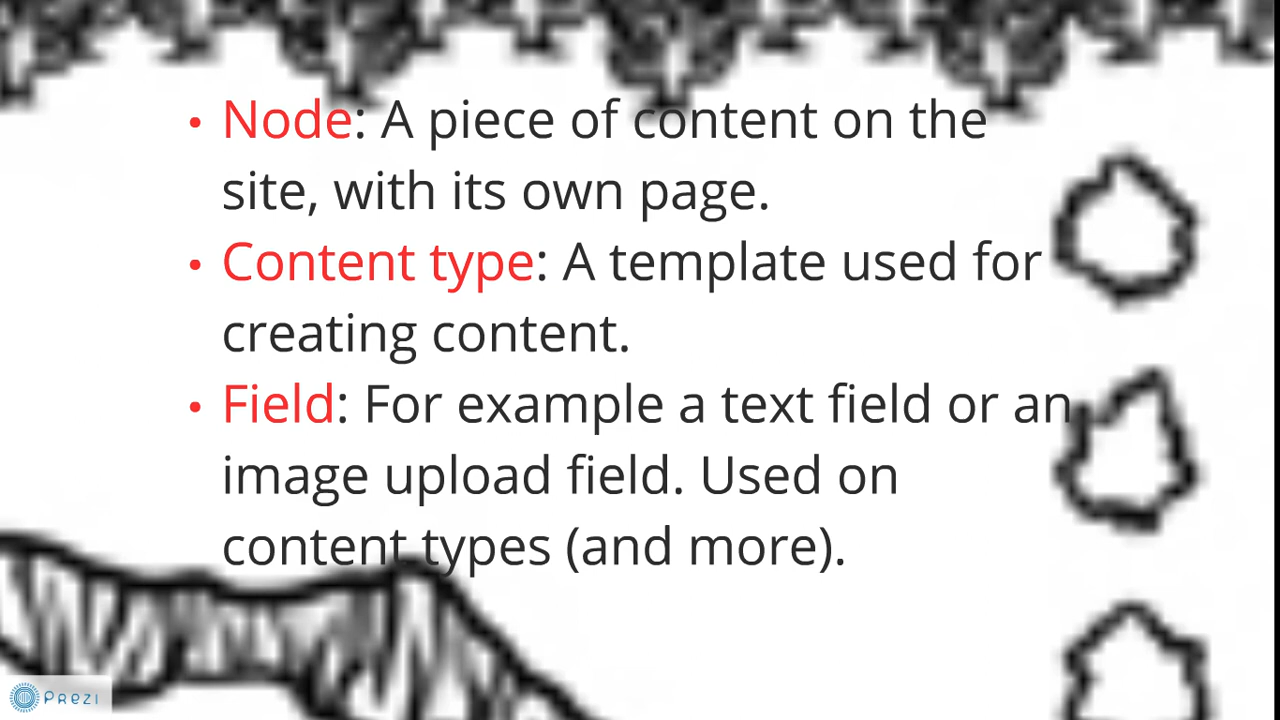 • Node: A piece of content on the
site, with its own page.
• Content type: A template used for
creating content.
• Field: For example a text field or an
image upload field. Used on
content types (and more).
Prezi